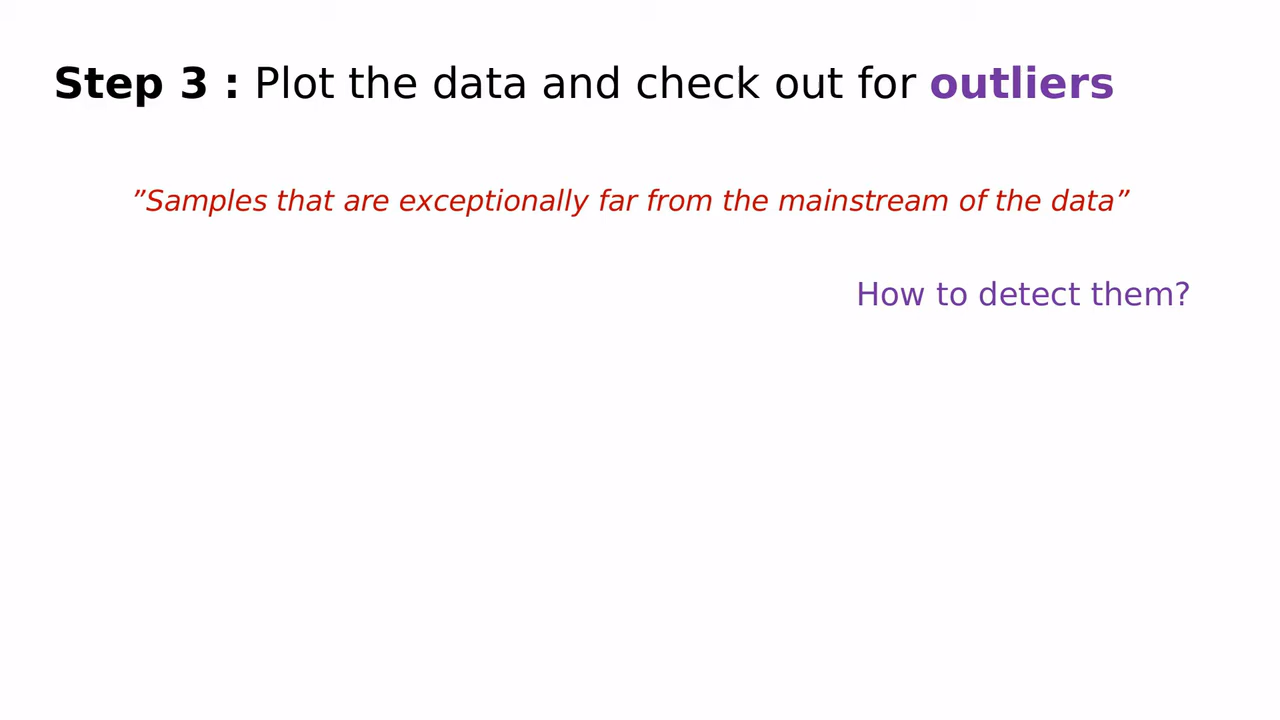 Step 3 : Plot the data and check out for outliers
”Samples that are exceptionally far from the mainstream of the data”
How to detect them?